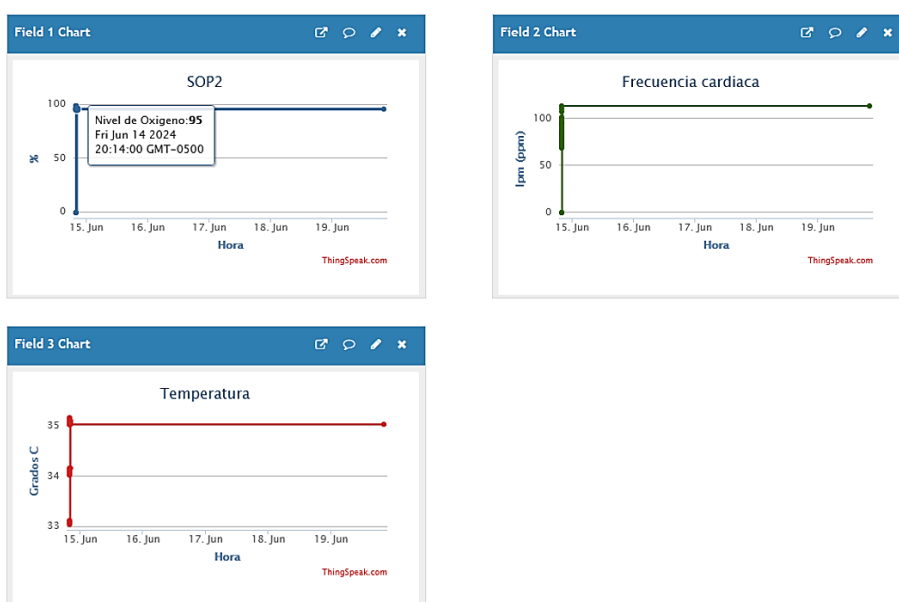 Field 1 Chart
SOP2
100
50
0
%
Nivel de Oxigeno:95
Fri Jun 14 2024
20:14:00 GMT-0500
15. Jun 16. Jun 17. Jun 18. Jun 19. Jun
Hora
ThingSpeak.com
Field 2 Chart
Frecuencia cardiaca
100
50
0
lpm (ppm)
15. Jun 16. Jun 17. Jun 18. Jun 19. Jun
Hora
ThingSpeak.com
Field 3 Chart
Temperatura
35
34
33
Grados C
15. Jun 16. Jun 17. Jun 18. Jun 19. Jun
Hora
ThingSpeak.com